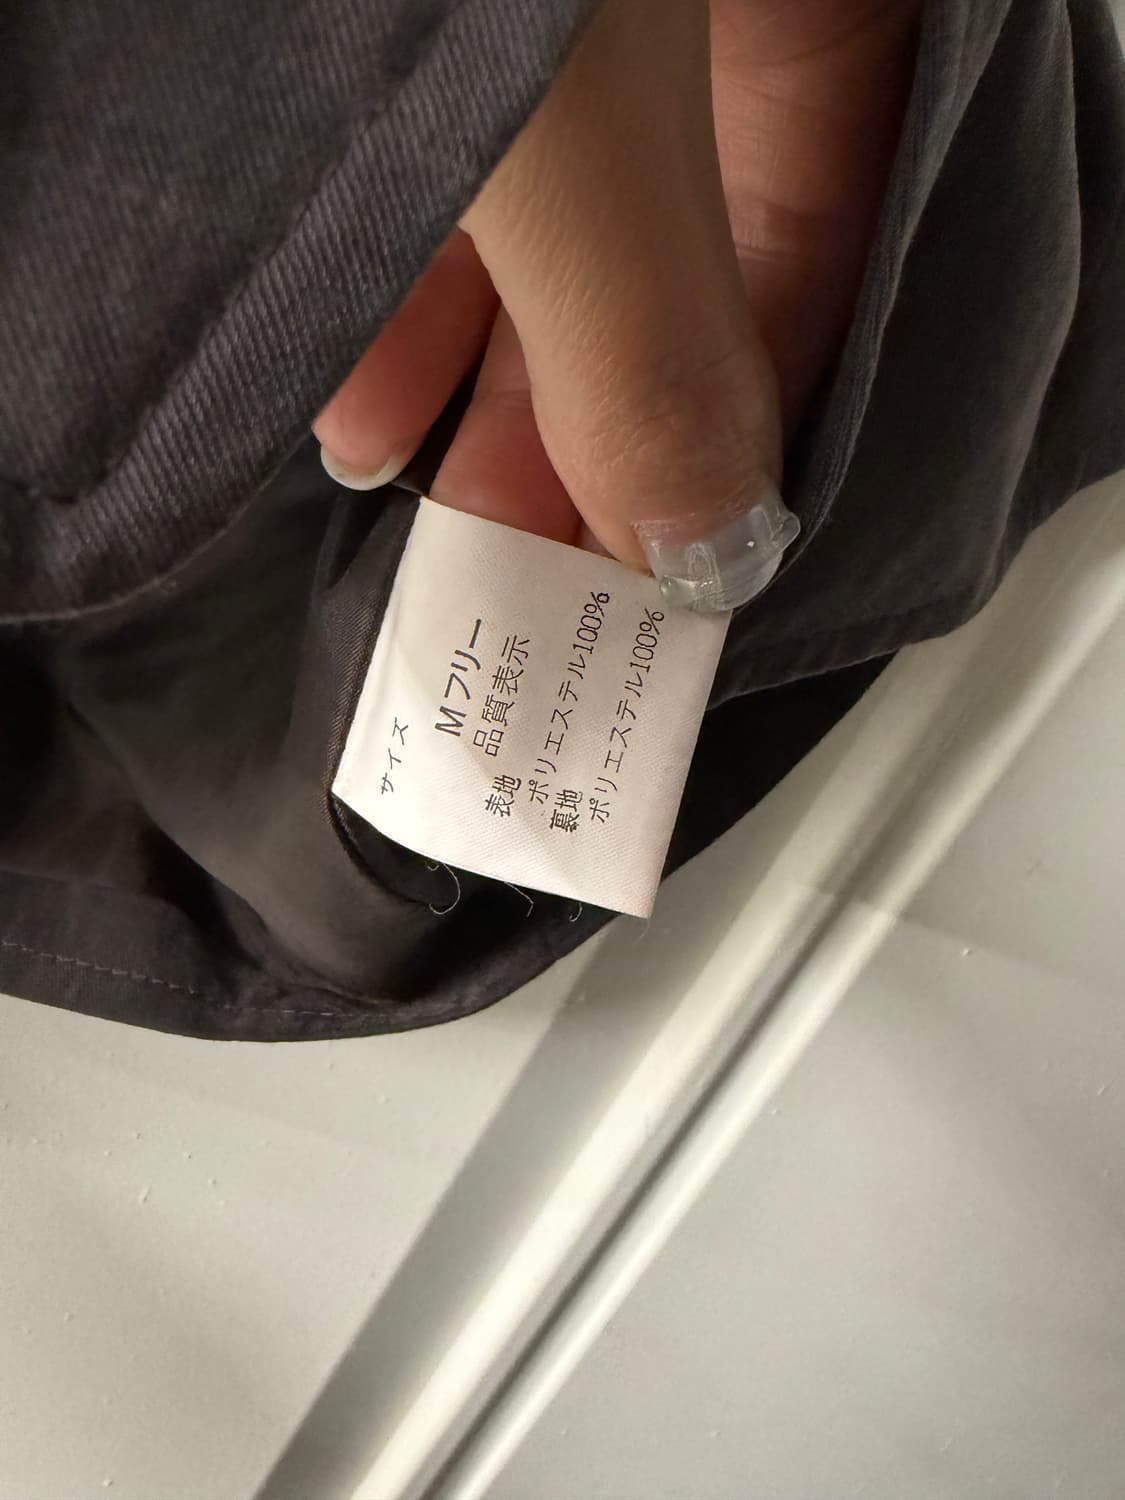 サイズ
Mフリー
品質表示
表地
ポリエステル100%
裏地
ポリエステル100%